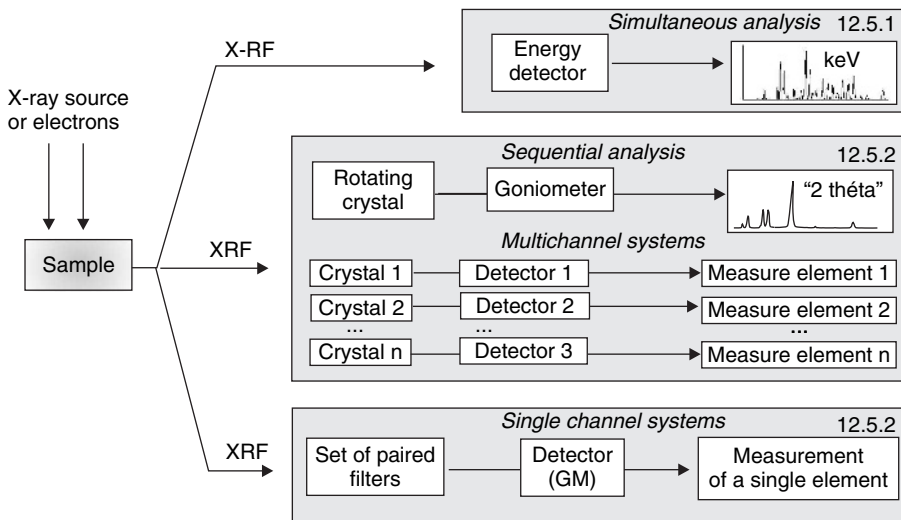 Simultaneous analysis 12.5.1
X-RF
Energy
detector
keV
X-ray source
or electrons
Sequential analysis 12.5.2
Rotating
crystal
Goniometer
"2 théta"
Sample
XRF
Multichannel systems
Crystal 1 Detector 1 Measure element 1
Crystal 2 Detector 2 Measure element 2
... ... ...
Crystal n Detector 3 Measure element n
Single channel systems 12.5.2
XRF
Set of paired
filters
Detector
(GM)
Measurement
of a single element